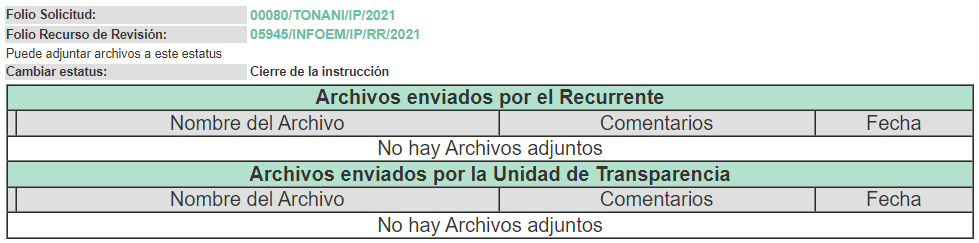 Folio Solicitud: 00080/TONANI/IP/2021
Folio Recurso de Revisión: 05945/INFOEM/IP/RR/2021
Puede adjuntar archivos a este estatus
Cambiar estatus: Cierre de la instrucción
Archivos enviados por el Recurrente
Nombre del Archivo Comentarios Fecha
No hay Archivos adjuntos
Archivos enviados por la Unidad de Transparencia
Nombre del Archivo Comentarios Fecha
No hay Archivos adjuntos